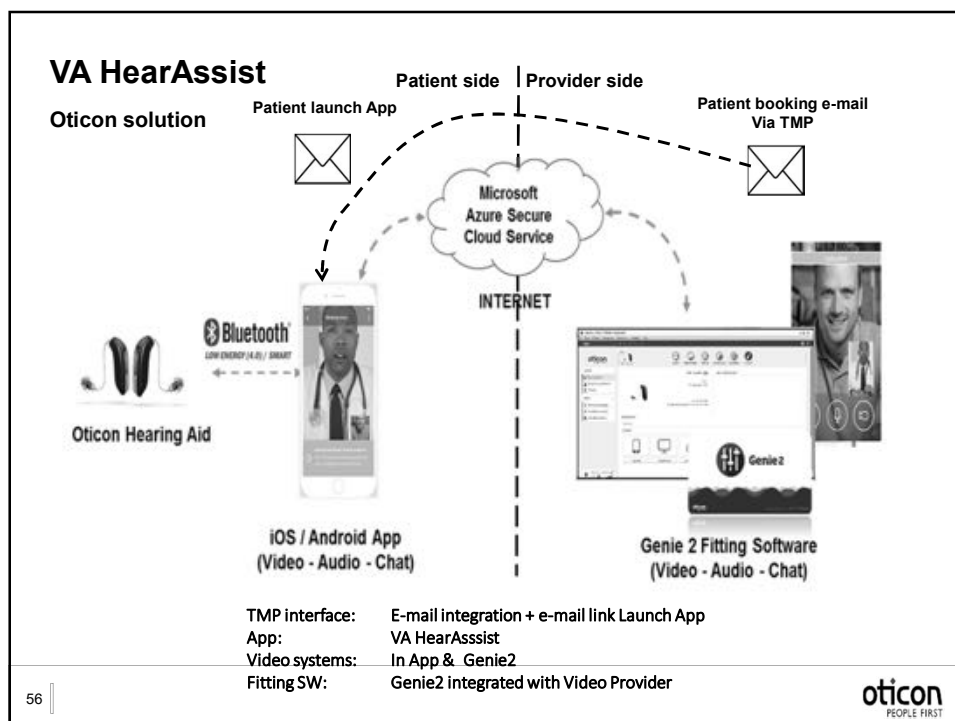 VA HearAssist
Oticon solution
Patient side
Provider side
Patient launch App
Patient booking e-mail
Via TMP
Microsoft
Azure Secure
Cloud Service
INTERNET
Bluetooth®
LOW ENERGY (4.0) / SMART
Oticon Hearing Aid
oticon
Genie 2
iOS / Android App
(Video - Audio - Chat)
Genie 2 Fitting Software
(Video - Audio - Chat)
TMP interface: E-mail integration + e-mail link Launch App
App: VA HearAsssist
Video systems: In App & Genie2
Fitting SW: Genie2 integrated with Video Provider
56
oticon
PEOPLE FIRST